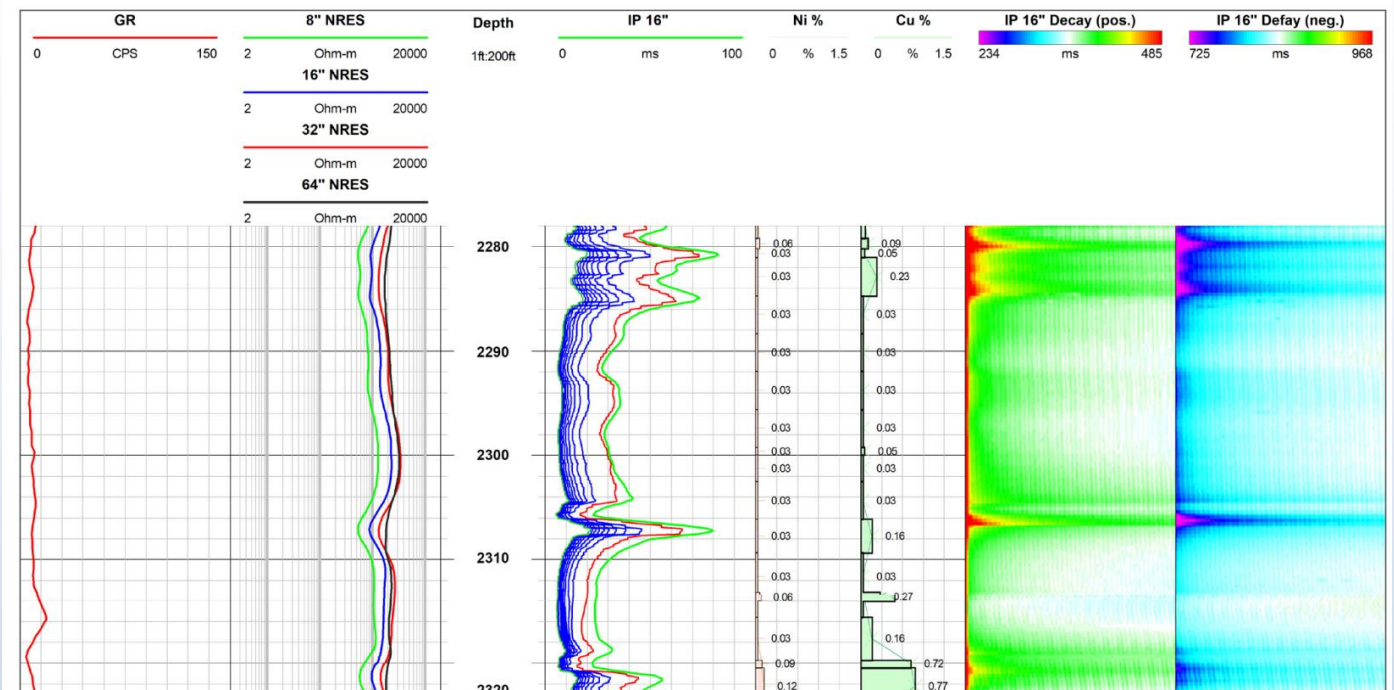 GR
0 CPS 150
8" NRES
2 Ohm-m 20000
16" NRES
2 Ohm-m 20000
32" NRES
2 Ohm-m 20000
64" NRES
2 Ohm-m 20000
Depth
1ft:200ft
IP 16"
0 ms 100
Ni %
0 % 1.5
Cu %
0 % 1.5
IP 16" Decay (pos.)
234 ms 485
IP 16" Defay (neg.)
725 ms 968
2280
2290
2300
2310
2320
0.06
0.03
0.03
0.03
0.03
0.03
0.03
0.03
0.03
0.03
0.03
0.03
0.06
0.03
0.09
0.12
0.09
0.05
0.23
0.03
0.03
0.03
0.03
0.05
0.03
0.03
0.16
0.03
0.27
0.16
0.72
0.77